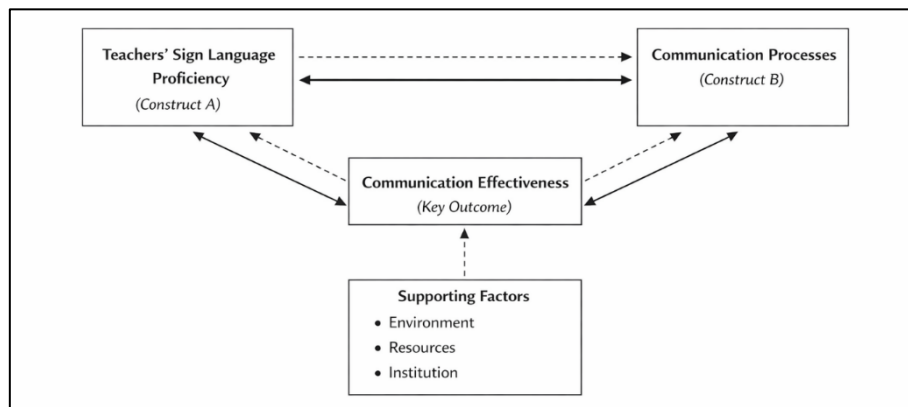 Teachers' Sign Language
Proficiency
(Construct A)
Communication Processes
(Construct B)
Communication Effectiveness
(Key Outcome)
Supporting Factors
• Environment
• Resources
• Institution